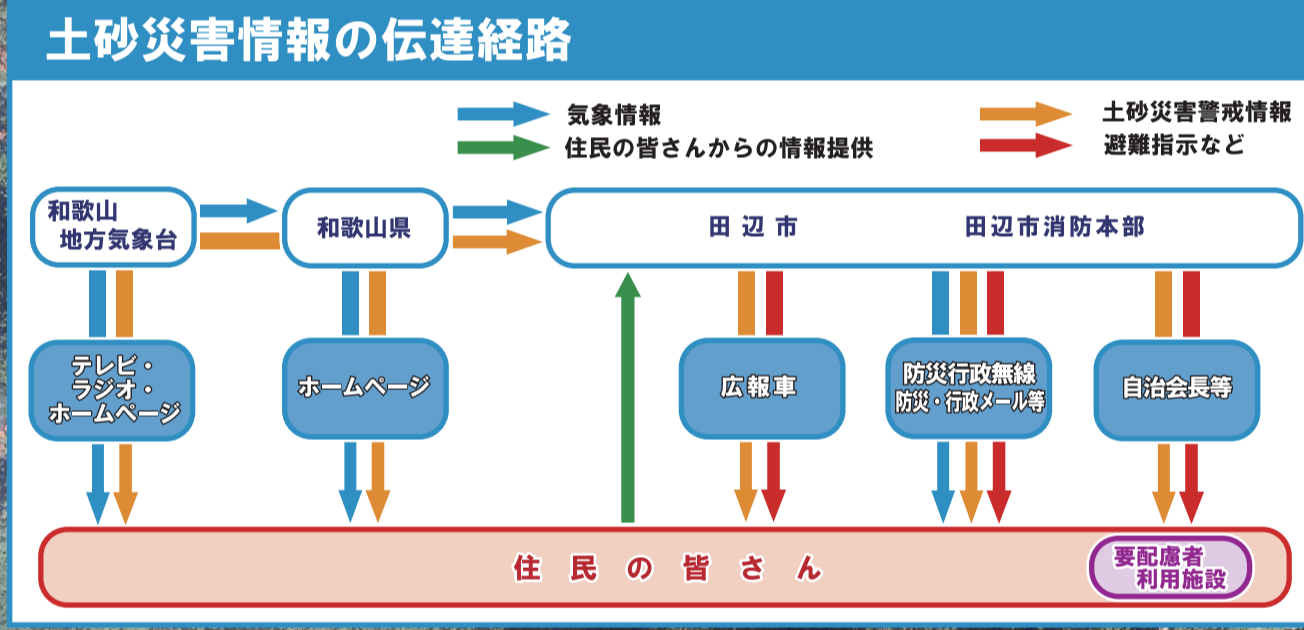 土砂災害情報の伝達経路
気象情報
土砂災害警戒情報
住民の皆さんからの情報提供
避難指示など
和歌山
地方気象台
和歌山県
田辺市
田辺市消防本部
テレビ・
ラジオ・
ホームページ
ホームページ
広報車
防災行政無線
防災・行政メール等
自治会長等
住民の皆さん
要配慮者
利用施設